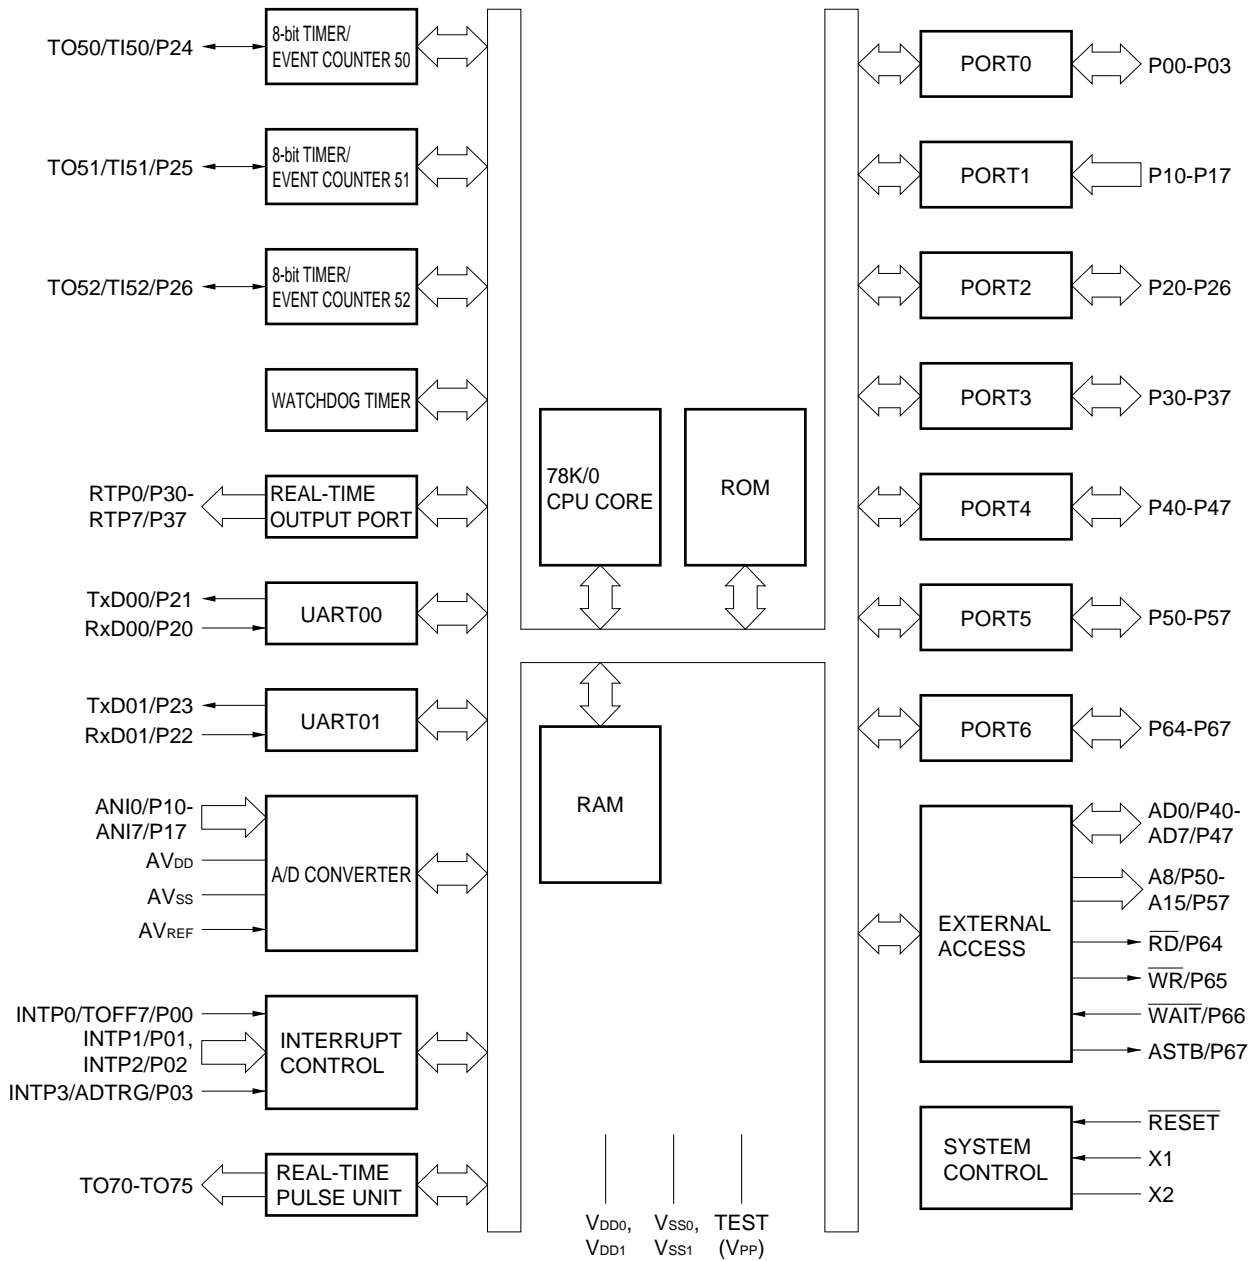 TO50/TI50/P24
8-bit TIMER/
EVENT COUNTER 50
TO51/TI51/P25
8-bit TIMER/
EVENT COUNTER 51
TO52/TI52/P26
8-bit TIMER/
EVENT COUNTER 52
WATCHDOG TIMER
RTP0/P30-
RTP7/P37
REAL-TIME
OUTPUT PORT
TxD00/P21
RxD00/P20
UART00
TxD01/P23
RxD01/P22
UART01
ANI0/P10-
ANI7/P17
AVDD
AVSS
AVREF
A/D CONVERTER
INTP0/TOFF7/P00
INTP1/P01,
INTP2/P02
INTP3/ADTRG/P03
INTERRUPT
CONTROL
TO70-TO75
REAL-TIME
PULSE UNIT
78K/0
CPU CORE
ROM
RAM
VDD0,
VDD1
VSS0,
VSS1
TEST
(VPP)
PORT0
P00-P03
PORT1
P10-P17
PORT2
P20-P26
PORT3
P30-P37
PORT4
P40-P47
PORT5
P50-P57
PORT6
P64-P67
EXTERNAL
ACCESS
AD0/P40-
AD7/P47
A8/P50-
A15/P57
R̅D̅/P64
W̅R̅/P65
W̅A̅I̅T̅/P66
ASTB/P67
SYSTEM
CONTROL
R̅E̅S̅E̅T̅
X1
X2